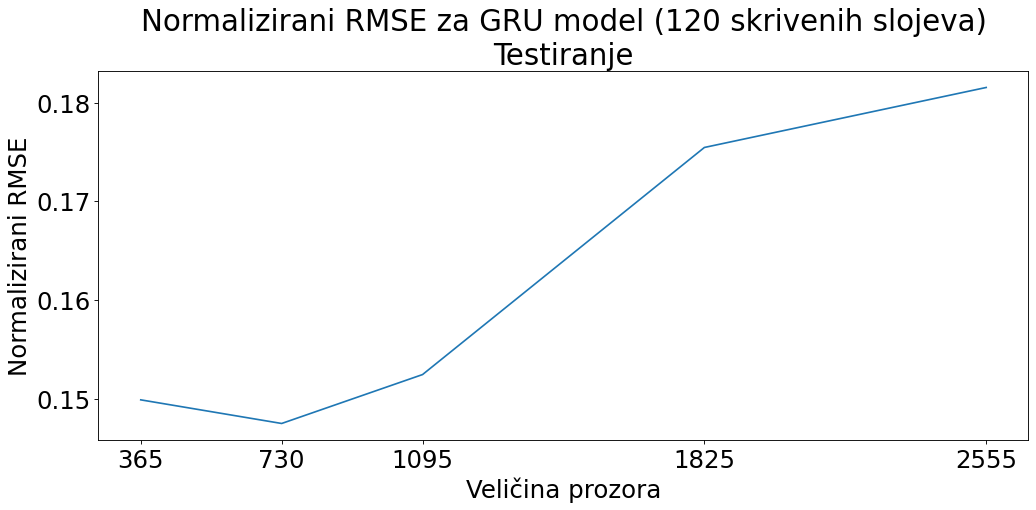 Normalizirani RMSE za GRU model (120 skrivenih slojeva)
Testiranje
Normalizirani RMSE
0.18
0.17
0.16
0.15
365 730 1095 1825 2555
Veličina prozora